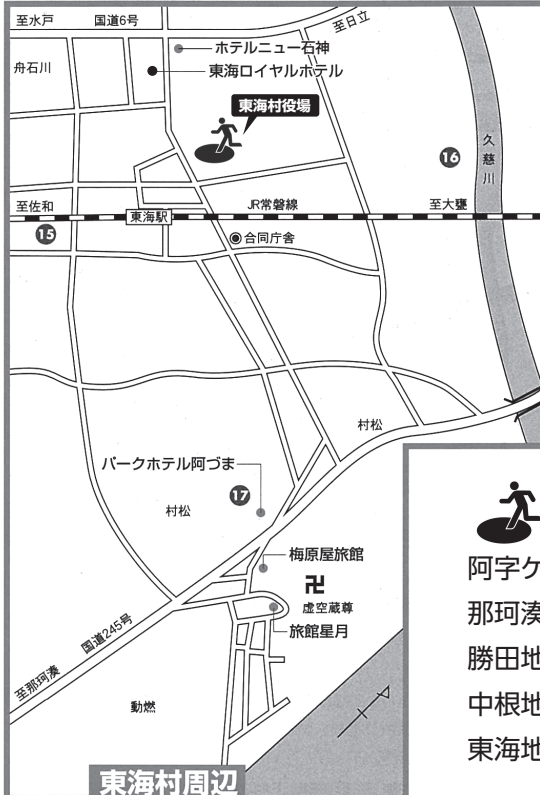 至水戸
国道6号
至日立
ホテルニュー石神
舟石川
東海ロイヤルホテル
東海村役場
16
久慈川
至佐和
JR常磐線
至大甕
東海駅
15
合同庁舎
村松
パークホテル阿づま
17
村松
梅原屋旅館
卍
虚空蔵尊
旅館星月
国道245号
至那珂湊
動燃
東海村周辺
阿字ケ
那珂湊
勝田地
中根地
東海地